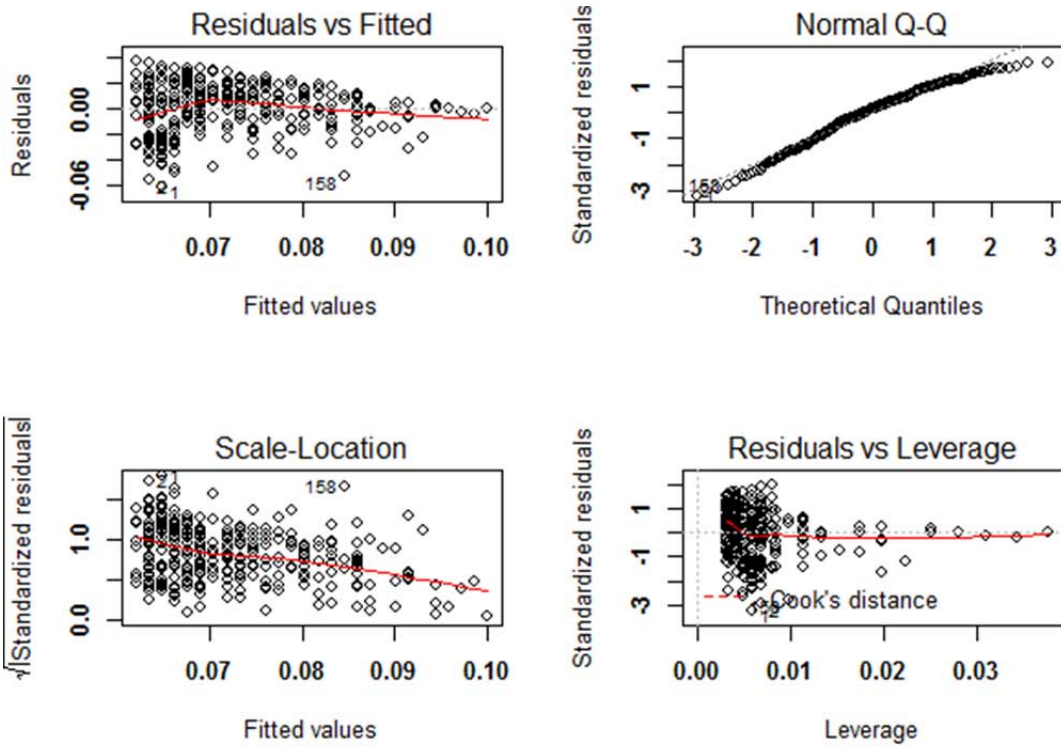 Residuals vs Fitted
Residuals
0.00
-0.06
21
158
0.07 0.08 0.09 0.10
Fitted values
Normal Q-Q
Standardized residuals
1
-1
-3
158
-3 -2 -1 0 1 2 3
Theoretical Quantiles
Scale-Location
√|Standardized residuals|
1.0
0.0
21
158
0.07 0.08 0.09 0.10
Fitted values
Residuals vs Leverage
Standardized residuals
1
-1
-3
Cook's distance
0.00 0.01 0.02 0.03
Leverage